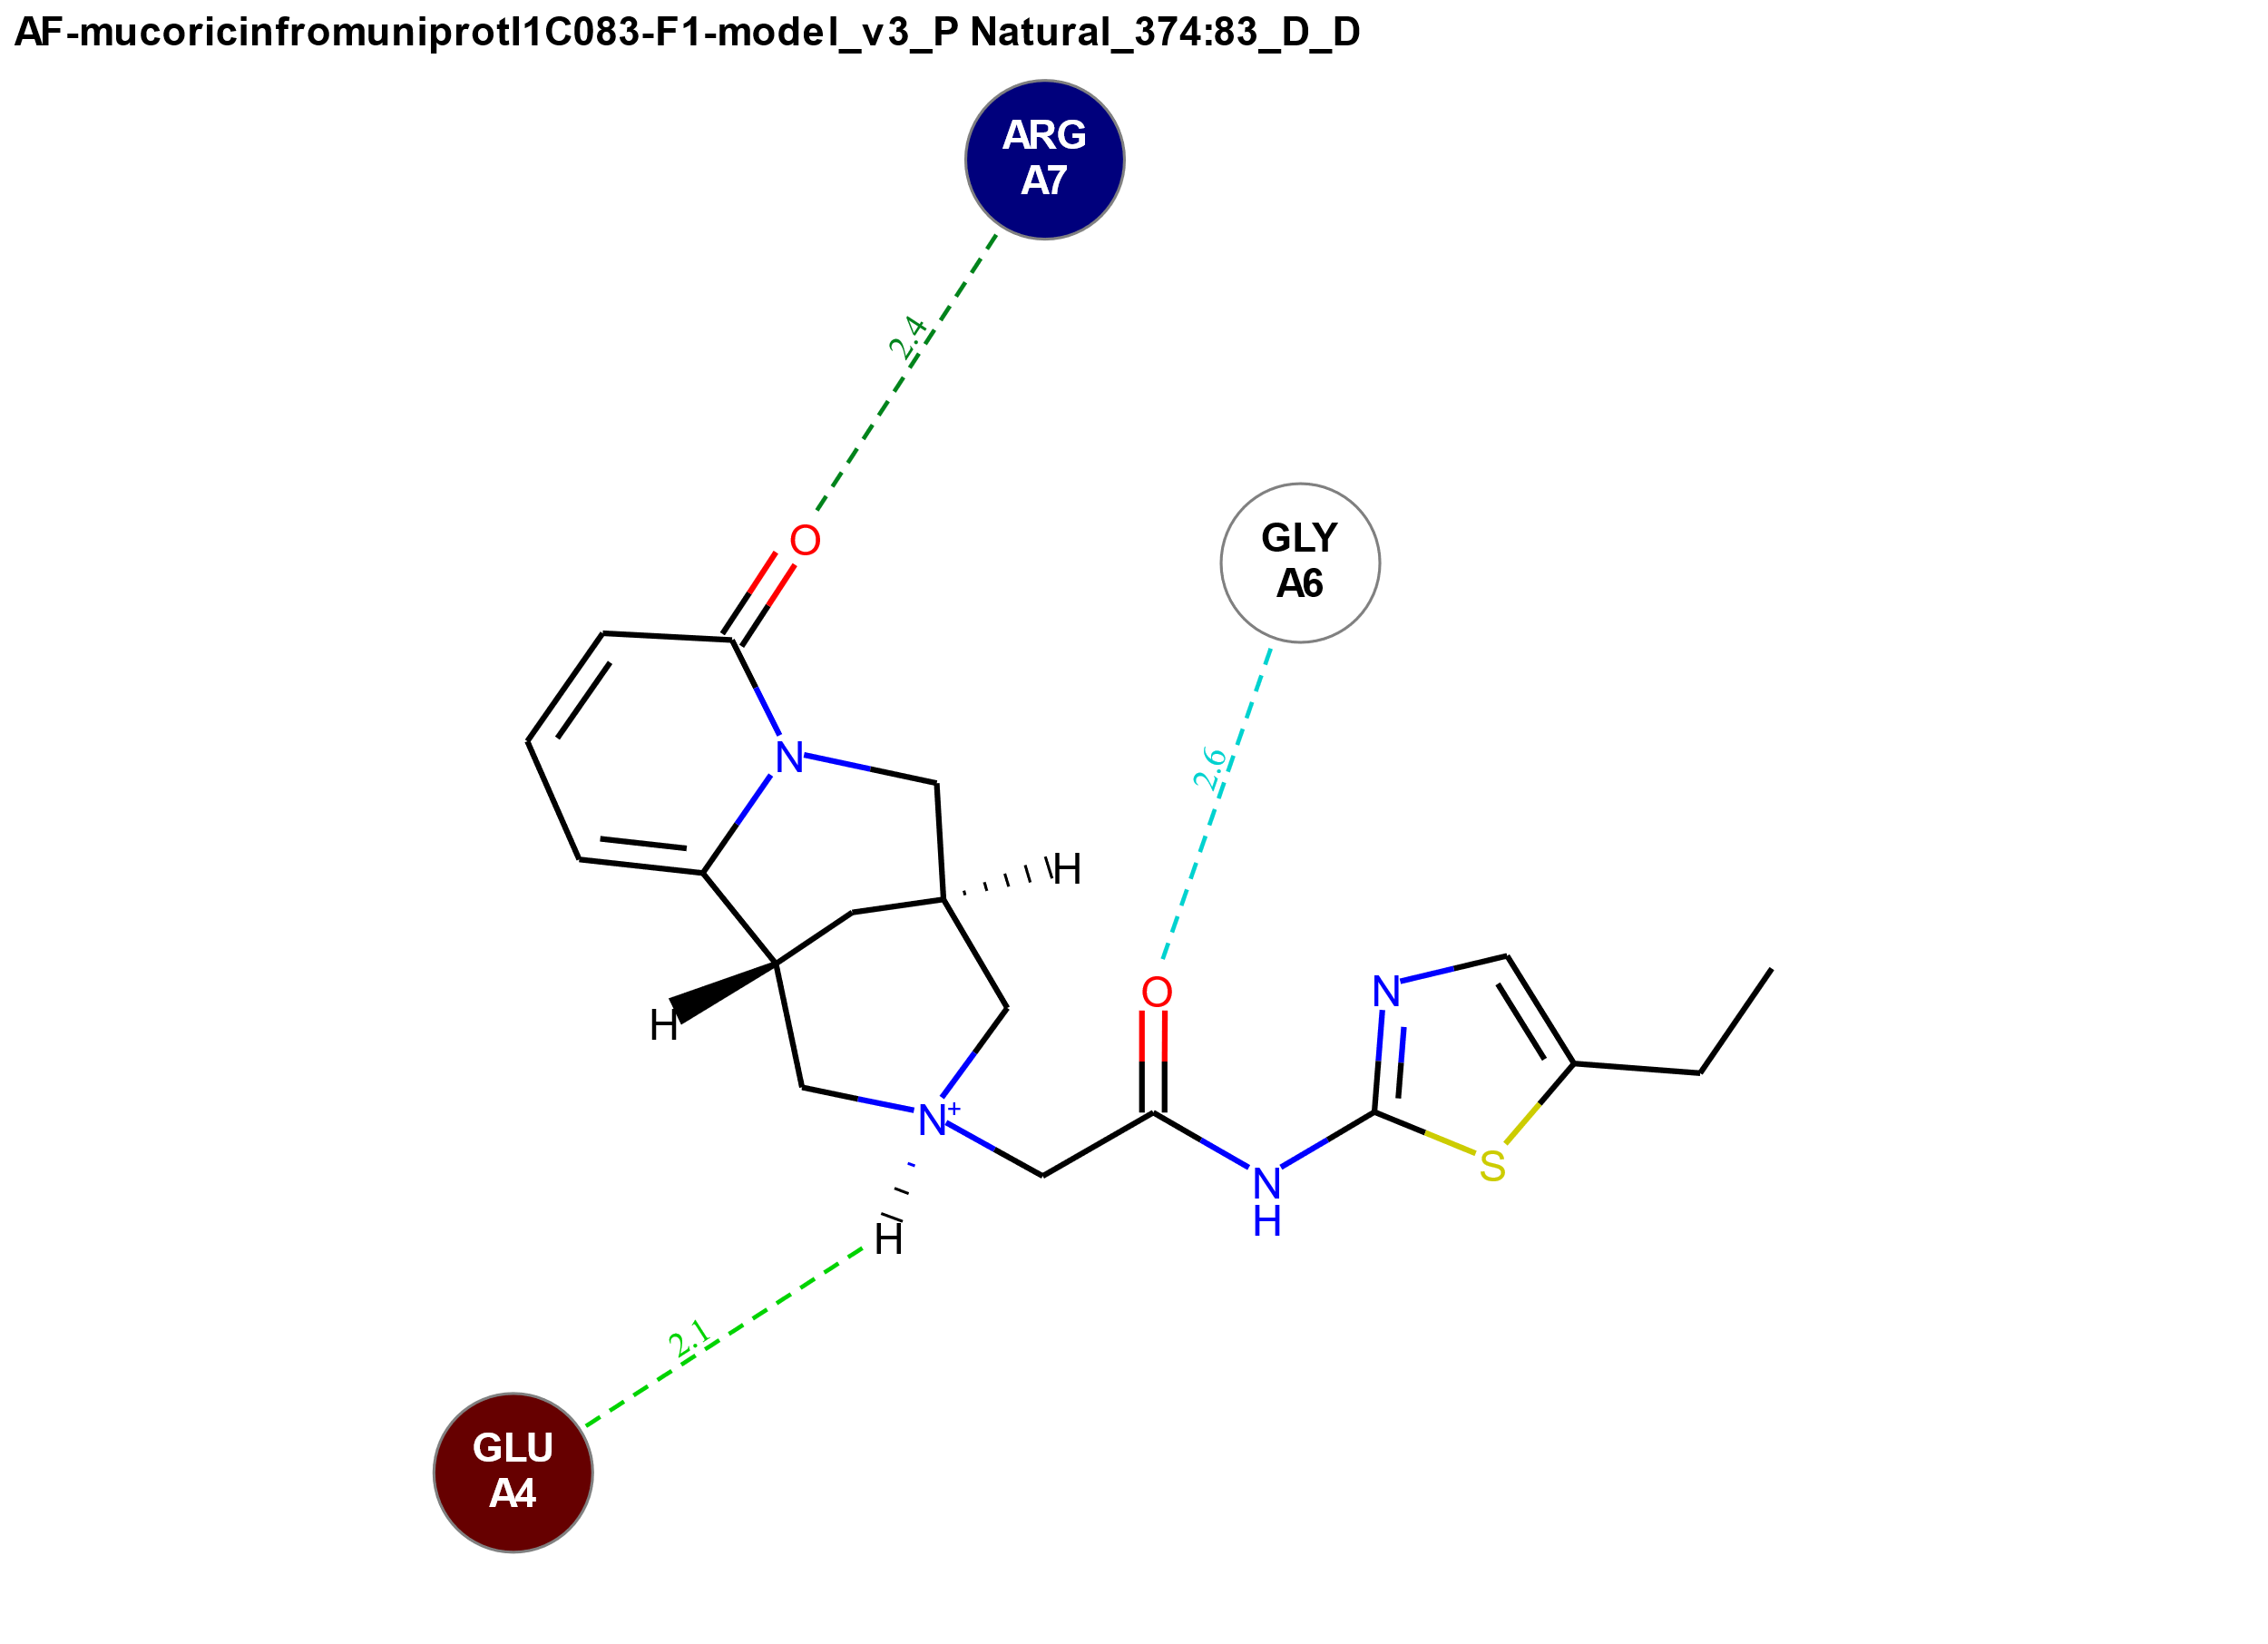 AF-mucoricinfromuniprotI1C083-F1-model_v3_P Natural_374:83_D_D
ARG
A7
2.4
O
GLY
A6
2.6
N
H
H
O
N
N+
S
N
H
H
2.1
GLU
A4